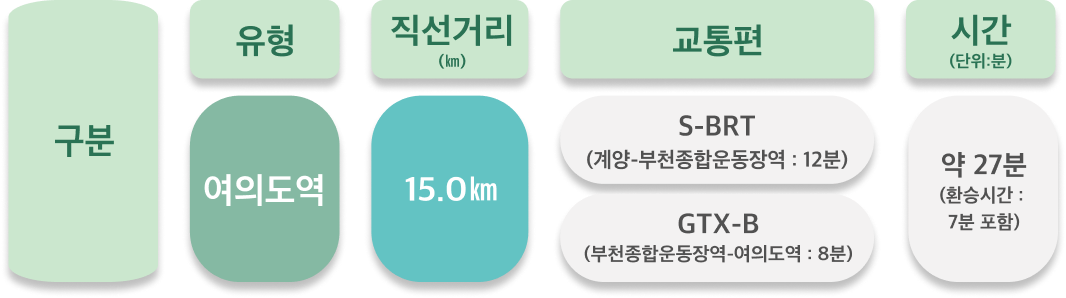 구분
유형
직선거리
(㎞)
교통편
시간
(단위:분)
여의도역
15.0㎞
S-BRT
(계양-부천종합운동장역 : 12분)
GTX-B
(부천종합운동장역-여의도역 : 8분)
약 27분
(환승시간 :
7분 포함)